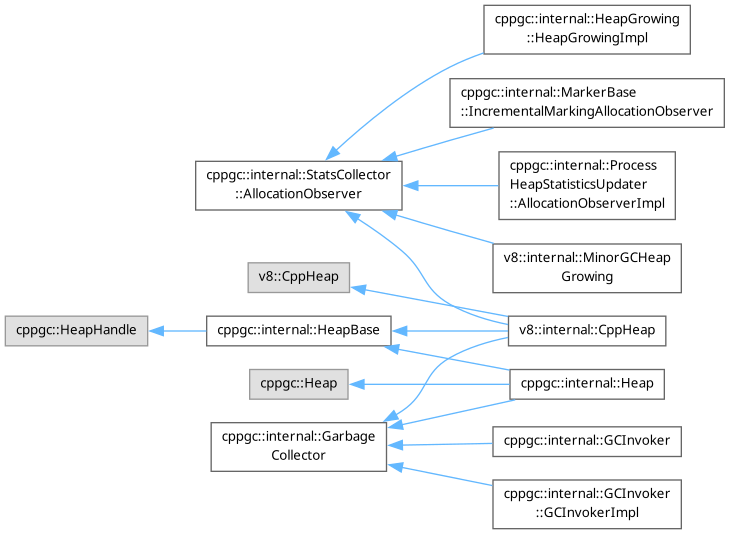 cppgc::internal::HeapGrowing
::HeapGrowingImpl
cppgc::internal::MarkerBase
::IncrementalMarkingAllocationObserver
cppgc::internal::StatsCollector
::AllocationObserver
cppgc::internal::Process
HeapStatisticsUpdater
::AllocationObserverImpl
v8::internal::MinorGCHeap
Growing
v8::CppHeap
cppgc::HeapHandle
cppgc::internal::HeapBase
v8::internal::CppHeap
cppgc::Heap
cppgc::internal::Heap
cppgc::internal::Garbage
Collector
cppgc::internal::GCInvoker
cppgc::internal::GCInvoker
::GCInvokerImpl